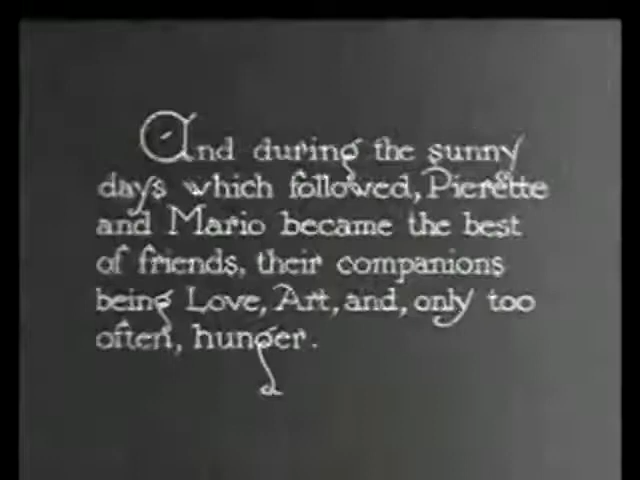 And during the sunny
days which followed, Pierette
and Mario became the best
of friends, their companions
being Love, Art, and, only too
often, hunger.